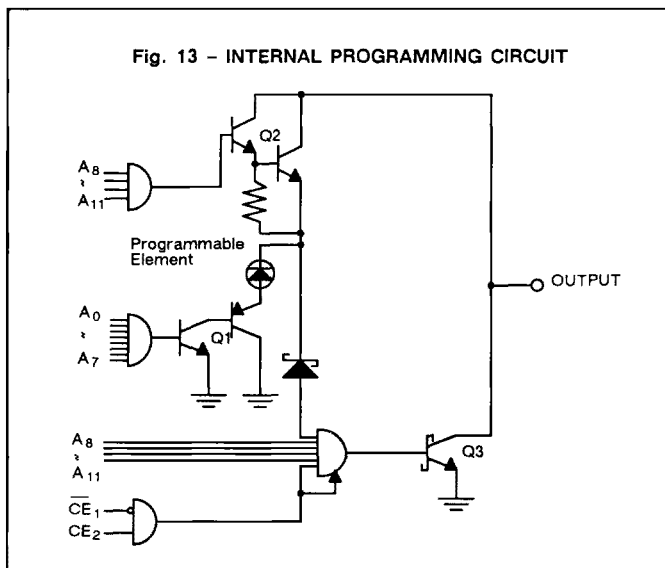 Fig. 13 – INTERNAL PROGRAMMING CIRCUIT
Q2
A8
~
A11
Programmable
Element
OUTPUT
A0
~
A7
Q1
A8
~
A11
Q3
CE1
CE2